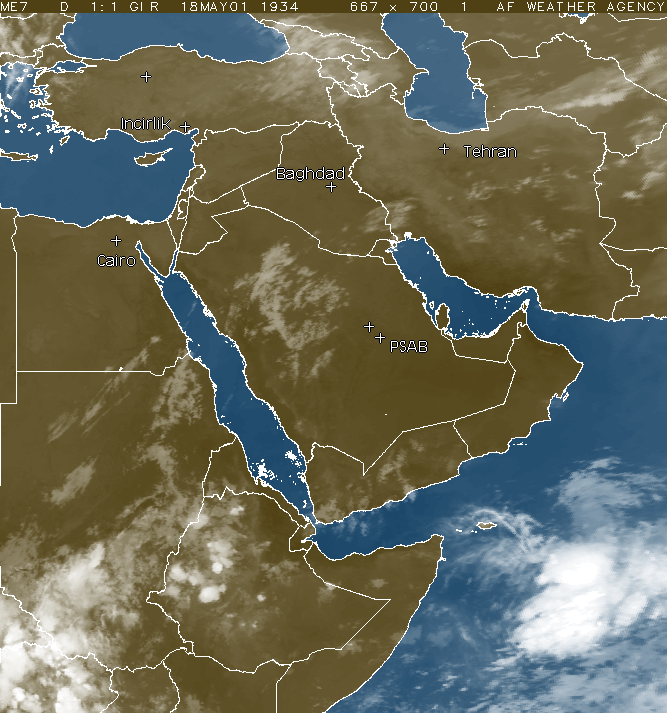 ME7 D 1:1 GIR 18MAY01 1934 667 × 700 1 AF WEATHER AGENCY
Incirlik
Tehran
Baghdad
Cairo
PSAB